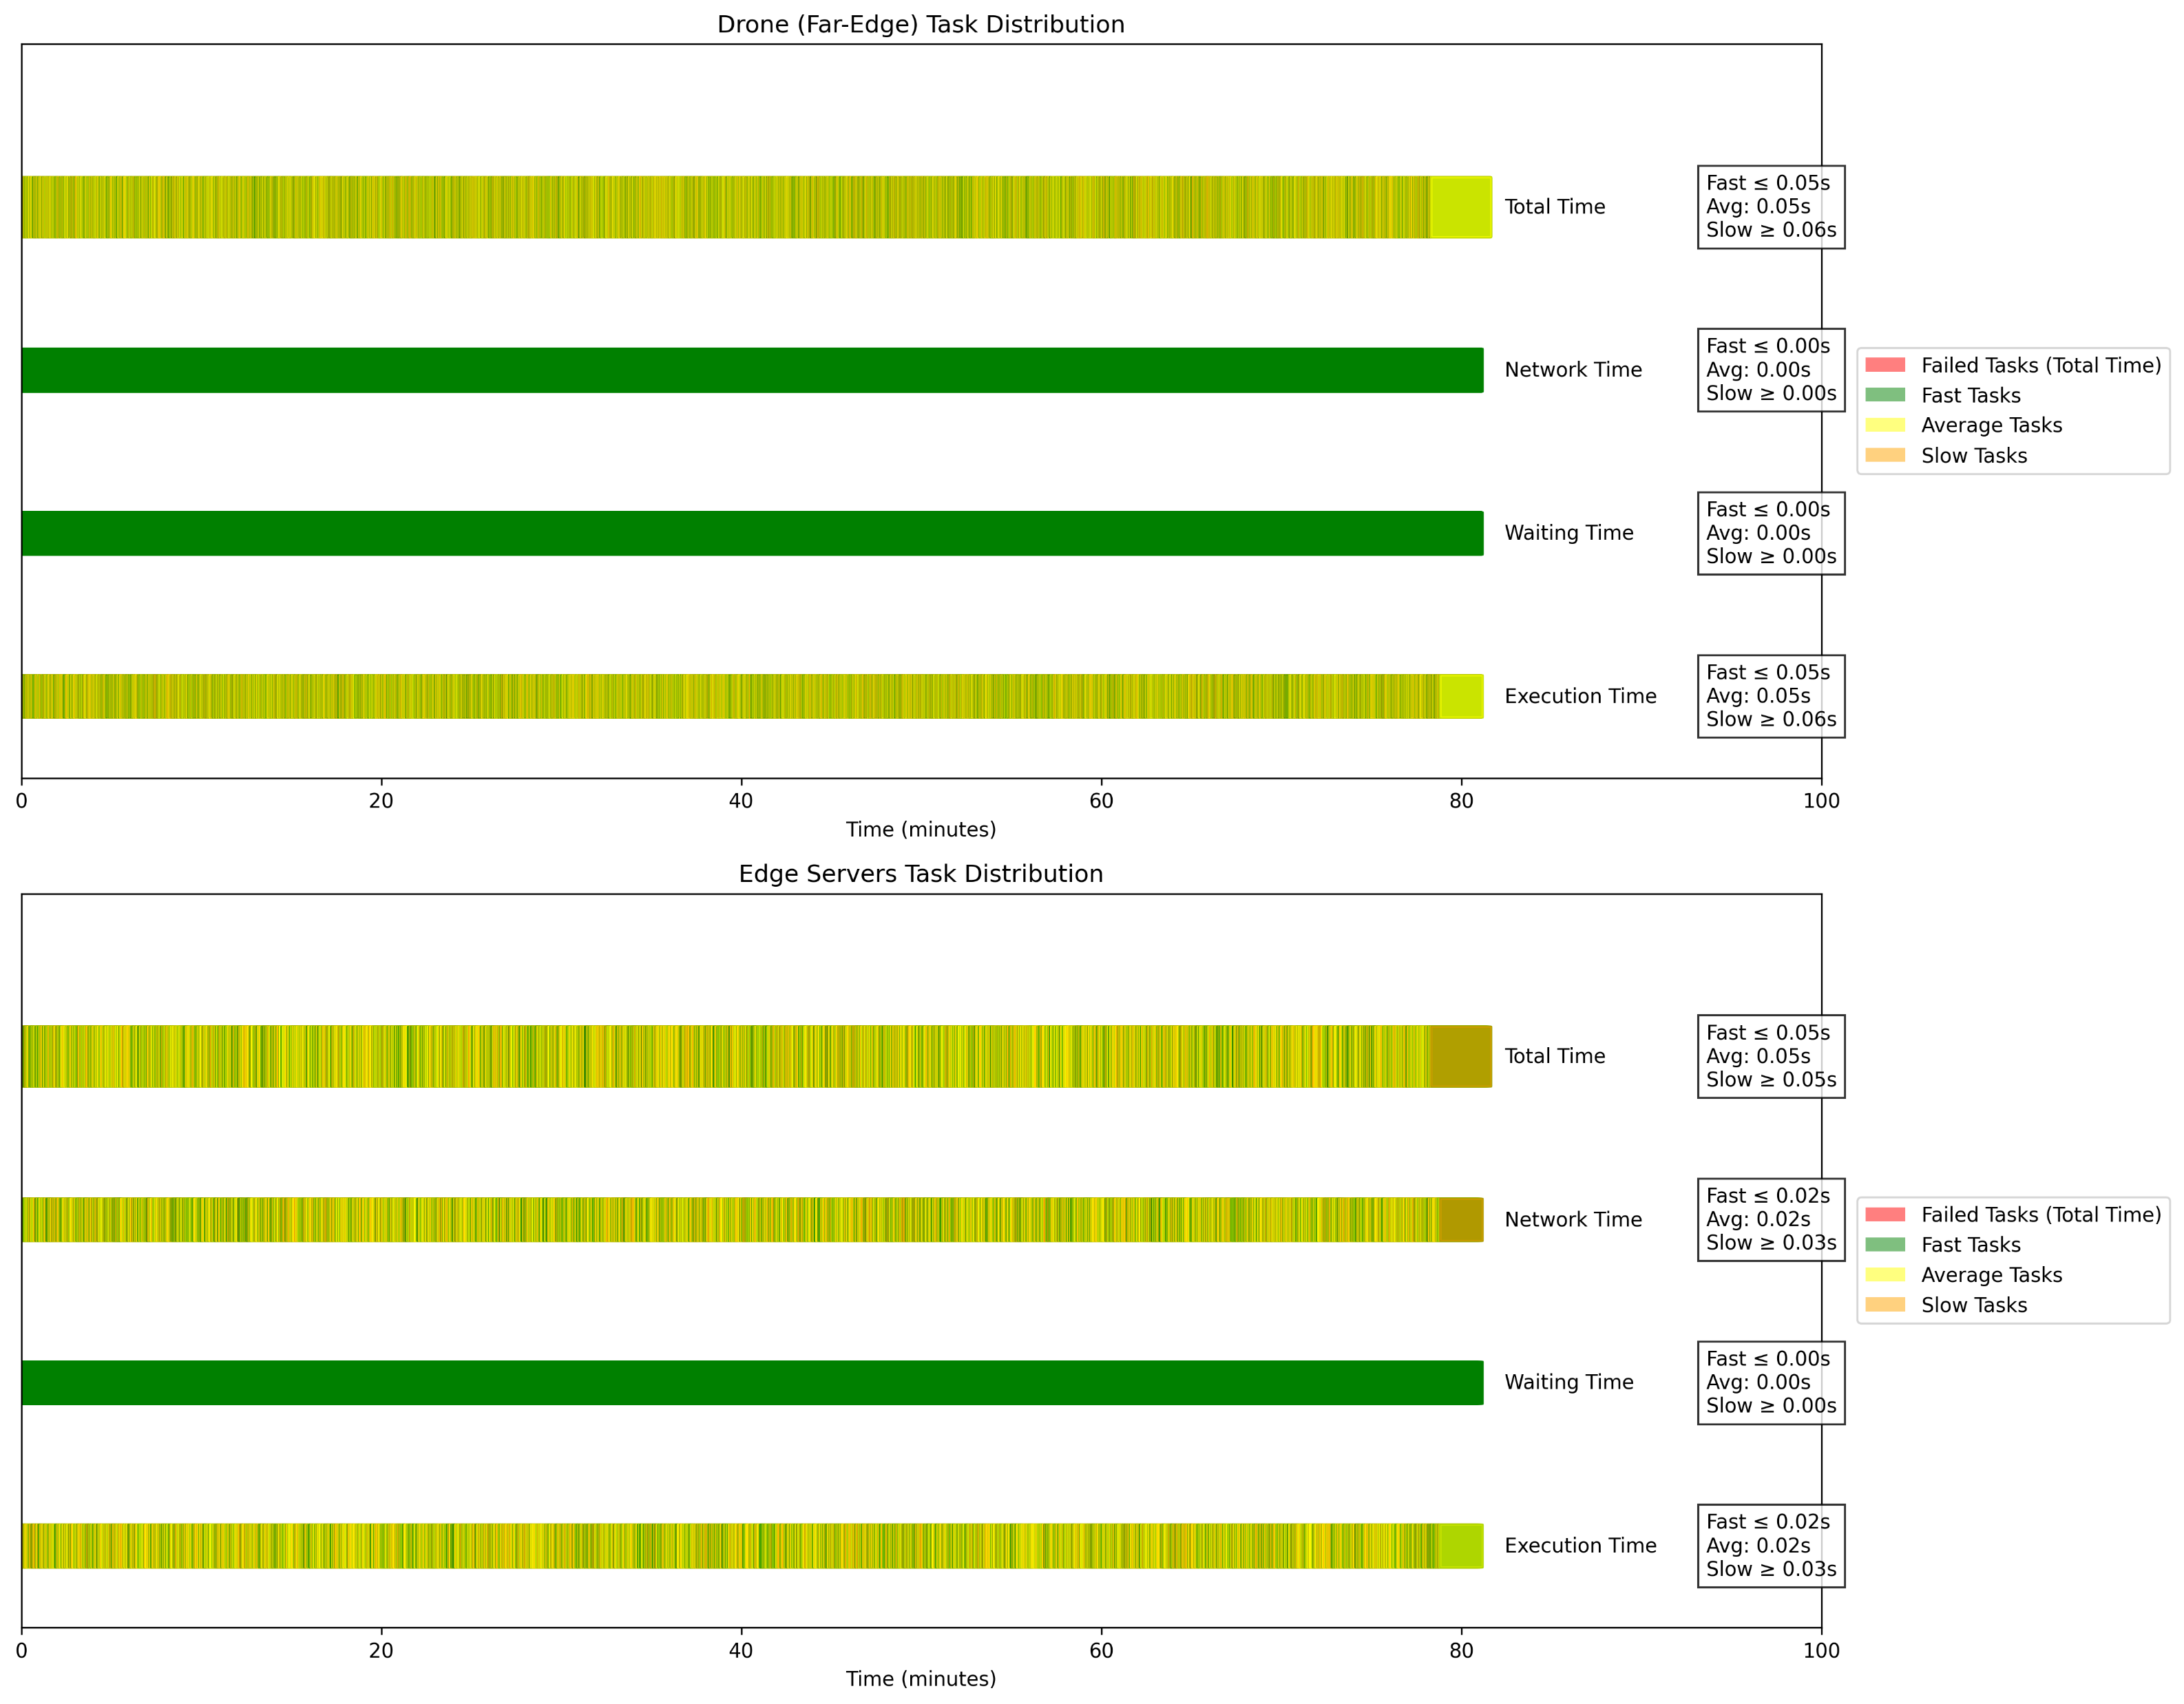 Drone (Far-Edge) Task Distribution
Total Time
Fast ≤ 0.05s
Avg: 0.05s
Slow ≥ 0.06s
Network Time
Fast ≤ 0.00s
Avg: 0.00s
Slow ≥ 0.00s
Failed Tasks (Total Time)
Fast Tasks
Average Tasks
Slow Tasks
Waiting Time
Fast ≤ 0.00s
Avg: 0.00s
Slow ≥ 0.00s
Execution Time
Fast ≤ 0.05s
Avg: 0.05s
Slow ≥ 0.06s
0 20 40 60 80 100
Time (minutes)
Edge Servers Task Distribution
Total Time
Fast ≤ 0.05s
Avg: 0.05s
Slow ≥ 0.05s
Network Time
Fast ≤ 0.02s
Avg: 0.02s
Slow ≥ 0.03s
Failed Tasks (Total Time)
Fast Tasks
Average Tasks
Slow Tasks
Waiting Time
Fast ≤ 0.00s
Avg: 0.00s
Slow ≥ 0.00s
Execution Time
Fast ≤ 0.02s
Avg: 0.02s
Slow ≥ 0.03s
0 20 40 60 80 100
Time (minutes)